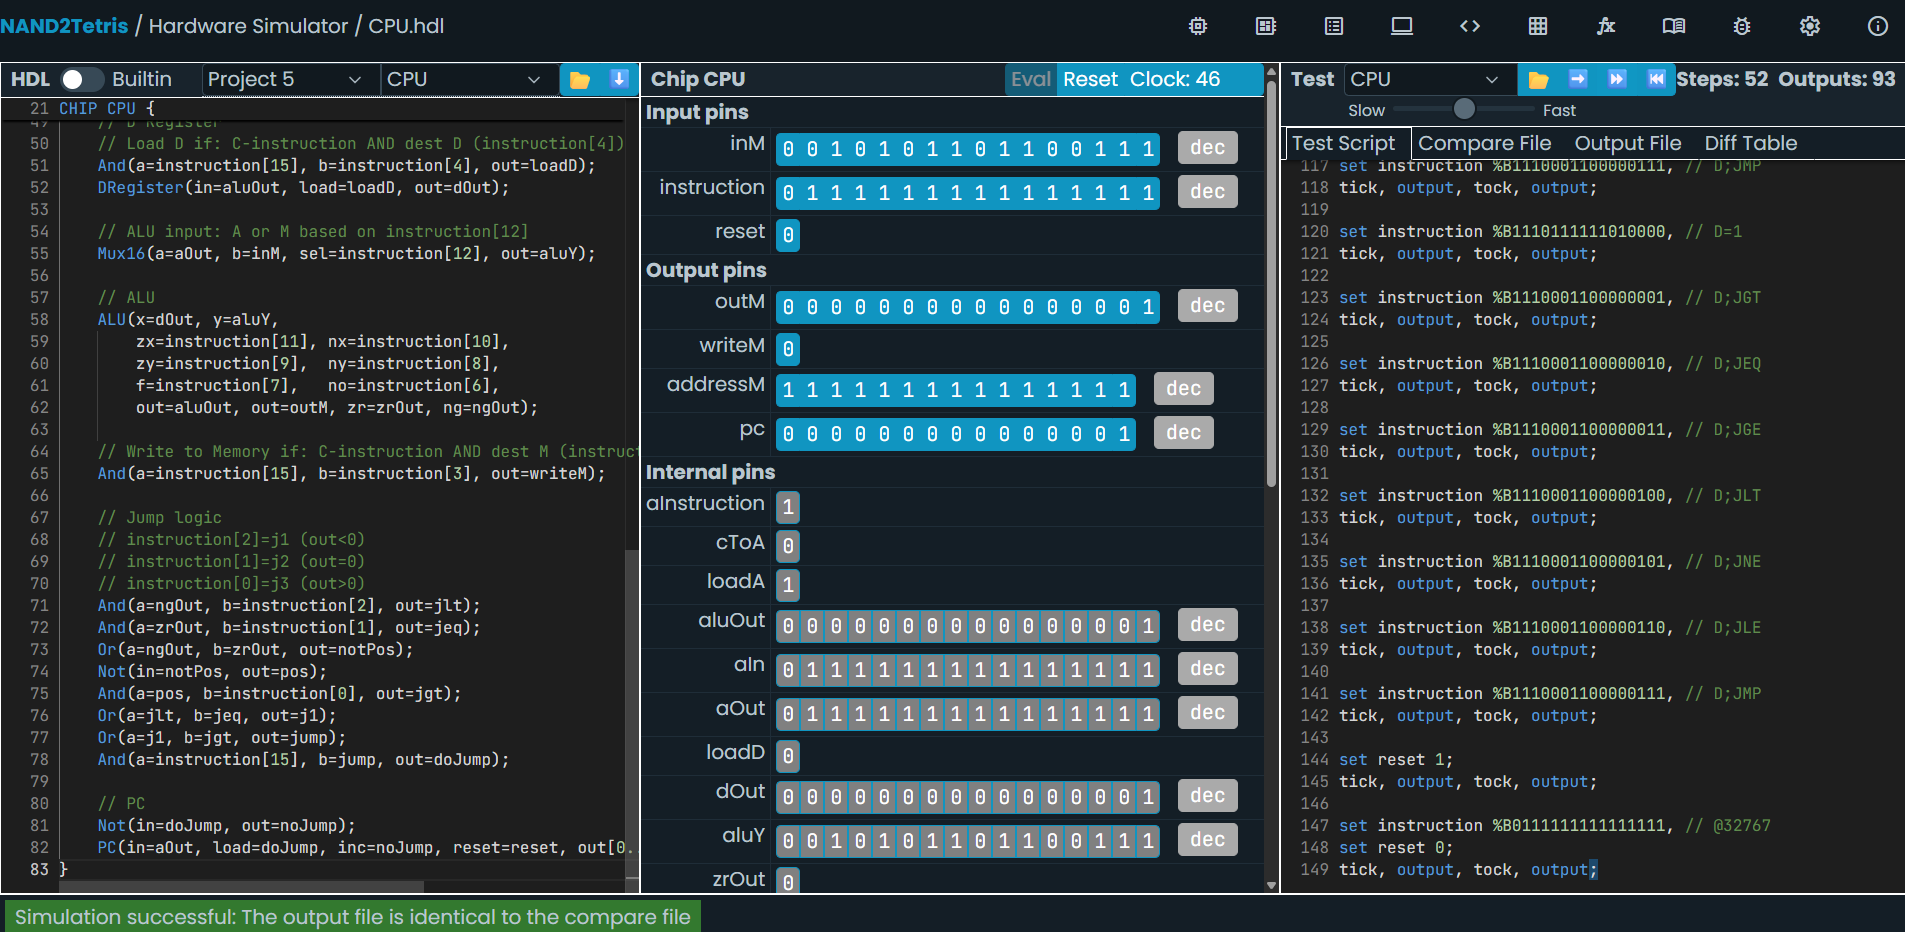 NAND2Tetris / Hardware Simulator / CPU.hdl
HDL Builtin Project 5 CPU
21 CHIP CPU {
49 // D Register
50 // Load D if: C-instruction AND dest D (instruction[4])
51 And(a=instruction[15], b=instruction[4], out=loadD);
52 DRegister(in=aluOut, load=loadD, out=dOut);
53
54 // ALU input: A or M based on instruction[12]
55 Mux16(a=aOut, b=inM, sel=instruction[12], out=aluY);
56
57 // ALU
58 ALU(x=dOut, y=aluY,
59 zx=instruction[11], nx=instruction[10],
60 zy=instruction[9], ny=instruction[8],
61 f=instruction[7], no=instruction[6],
62 out=aluOut, out=outM, zr=zrOut, ng=ngOut);
63
64 // Write to Memory if: C-instruction AND dest M (instruct
65 And(a=instruction[15], b=instruction[3], out=writeM);
66
67 // Jump logic
68 // instruction[2]=j1 (out<0)
69 // instruction[1]=j2 (out=0)
70 // instruction[0]=j3 (out>0)
71 And(a=ngOut, b=instruction[2], out=jlt);
72 And(a=zrOut, b=instruction[1], out=jeq);
73 Or(a=ngOut, b=zrOut, out=notPos);
74 Not(in=notPos, out=pos);
75 And(a=pos, b=instruction[0], out=jgt);
76 Or(a=jlt, b=jeq, out=j1);
77 Or(a=j1, b=jgt, out=jump);
78 And(a=instruction[15], b=jump, out=doJump);
79
80 // PC
81 Not(in=doJump, out=noJump);
82 PC(in=aOut, load=doJump, inc=noJump, reset=reset, out[0..
83 }
Chip CPU Eval Reset Clock: 46
Input pins
inM 0 0 1 0 1 0 1 1 0 1 1 0 0 1 1 1 dec
instruction 0 1 1 1 1 1 1 1 1 1 1 1 1 1 1 1 dec
reset 0
Output pins
outM 0 0 0 0 0 0 0 0 0 0 0 0 0 0 0 1 dec
writeM 0
addressM 1 1 1 1 1 1 1 1 1 1 1 1 1 1 1 dec
pc 0 0 0 0 0 0 0 0 0 0 0 0 0 0 1 dec
Internal pins
aInstruction 1
cToA 0
loadA 1
aluOut 0 0 0 0 0 0 0 0 0 0 0 0 0 0 0 1 dec
aIn 0 1 1 1 1 1 1 1 1 1 1 1 1 1 1 1 dec
aOut 0 1 1 1 1 1 1 1 1 1 1 1 1 1 1 1 dec
loadD 0
dOut 0 0 0 0 0 0 0 0 0 0 0 0 0 0 0 1 dec
aluY 0 0 1 0 1 0 1 1 0 1 1 0 0 1 1 1 dec
zrOut 0
Test CPU Steps: 52 Outputs: 93
Slow Fast
Test Script Compare File Output File Diff Table
117 set instruction %B1110001100000111, // D;JMP
118 tick, output, tock, output;
119
120 set instruction %B1110111111010000, // D=1
121 tick, output, tock, output;
122
123 set instruction %B1110001100000001, // D;JGT
124 tick, output, tock, output;
125
126 set instruction %B1110001100000010, // D;JEQ
127 tick, output, tock, output;
128
129 set instruction %B1110001100000011, // D;JGE
130 tick, output, tock, output;
131
132 set instruction %B1110001100000100, // D;JLT
133 tick, output, tock, output;
134
135 set instruction %B1110001100000101, // D;JNE
136 tick, output, tock, output;
137
138 set instruction %B1110001100000110, // D;JLE
139 tick, output, tock, output;
140
141 set instruction %B1110001100000111, // D;JMP
142 tick, output, tock, output;
143
144 set reset 1;
145 tick, output, tock, output;
146
147 set instruction %B0111111111111111, // @32767
148 set reset 0;
149 tick, output, tock, output;
Simulation successful: The output file is identical to the compare file